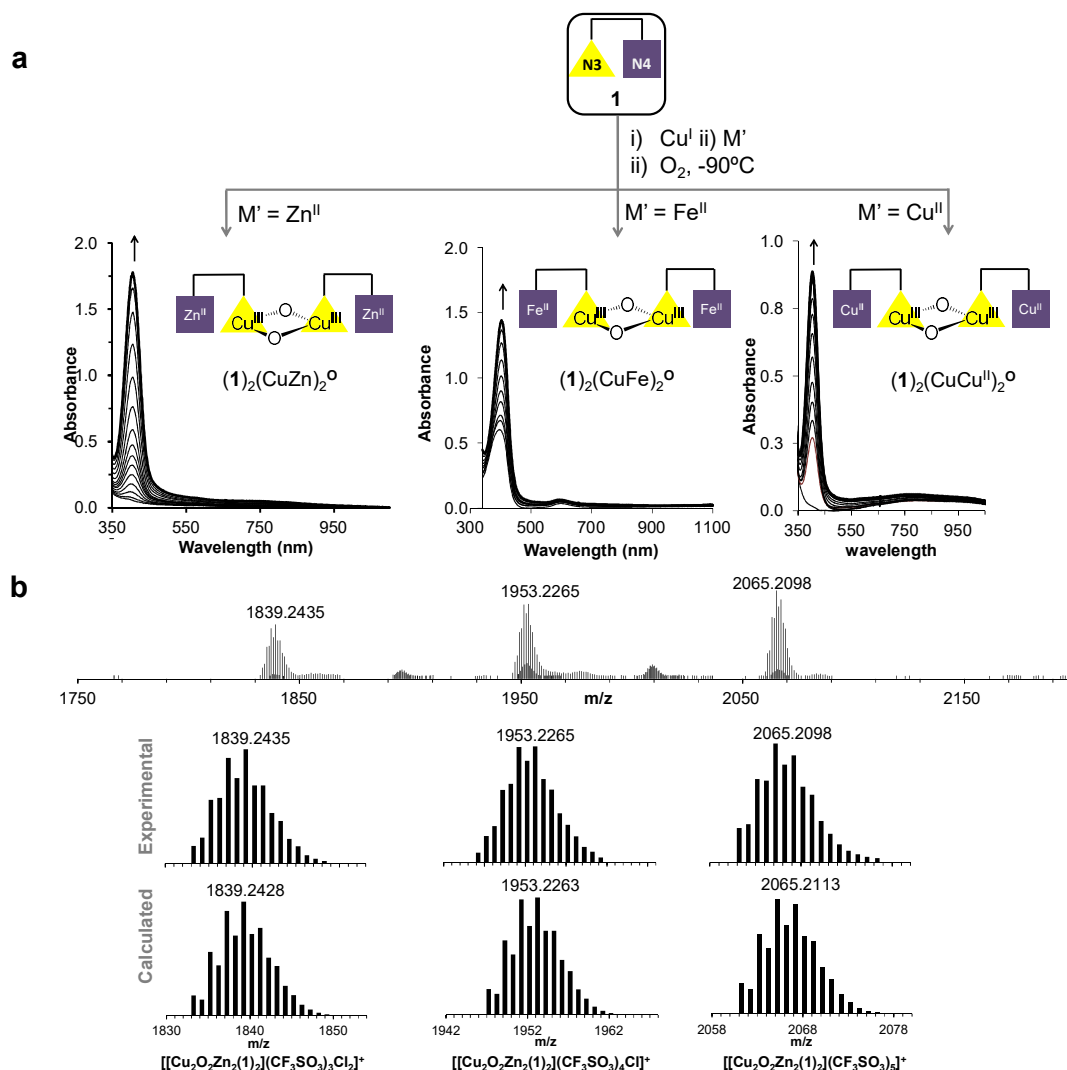 a
N3 N4
1
i) Cu^I ii) M'
ii) O₂, -90ºC
M' = Zn^II
M' = Fe^II
M' = Cu^II
2.0
1.5
1.0
0.5
0.0
350 550 750 950
Absorbance
Wavelength (nm)
Zn^II Cu^III O O Cu^III Zn^II
(1)₂(CuZn)₂^O
2.0
1.5
1.0
0.5
0.0
300 500 700 900 1100
Absorbance
Wavelength (nm)
Fe^II Cu^III O O Cu^III Fe^II
(1)₂(CuFe)₂^O
1.0
0.8
0.5
0.3
0.0
350 550 750 950
Absorbance
wavelength
Cu^II Cu^III O O Cu^III Cu^II
(1)₂(CuCu^II)₂^O
b
1839.2435 1953.2265 2065.2098
1750 1850 1950 2050 2150
m/z
Experimental
1839.2435 1953.2265 2065.2098
Calculated
1839.2428 1953.2263 2065.2113
1830 1840 1850
m/z
1942 1952 1962
m/z
2058 2068 2078
m/z
[[Cu₂O₂Zn₂(1)₂](CF₃SO₃)₃Cl₂]⁺
[[Cu₂O₂Zn₂(1)₂](CF₃SO₃)₄Cl]⁺
[[Cu₂O₂Zn₂(1)₂](CF₃SO₃)₅]⁺